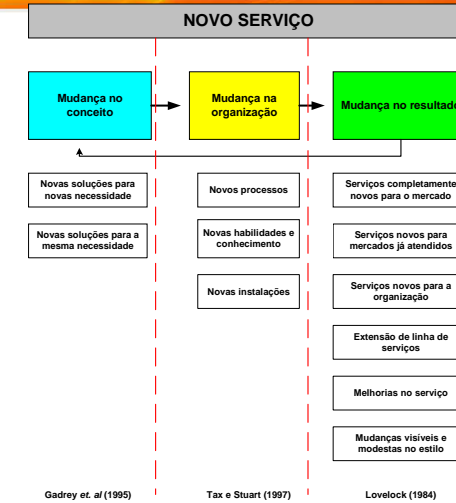 NOVO SERVIÇO
Mudança no
conceito
Mudança na
organização
Mudança no resultado
Novas soluções para
novas necessidade
Novas soluções para a
mesma necessidade
Novos processos
Novas habilidades e
conhecimento
Novas instalações
Serviços completamente
novos para o mercado
Serviços novos para
mercados já atendidos
Serviços novos para a
organização
Extensão de linha de
serviços
Melhorias no serviço
Mudanças visíveis e
modestas no estilo
Gadrey et. al (1995)
Tax e Stuart (1997)
Lovelock (1984)